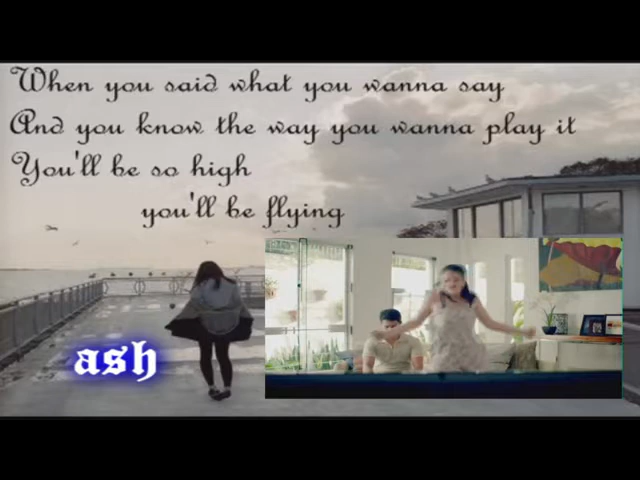 When you said what you wanna say
And you know the way you wanna play it
You'll be so high
you'll be flying
ash